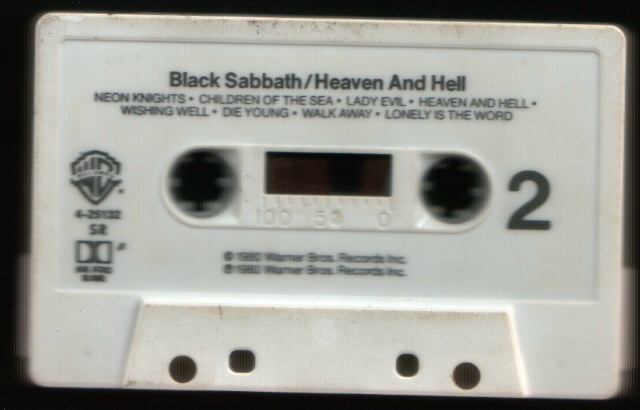 Black Sabbath/Heaven And Hell
NEON KNIGHTS • CHILDREN OF THE SEA • LADY EVIL • HEAVEN AND HELL •
WISHING WELL • DIE YOUNG • WALK AWAY • LONELY IS THE WORD
2
4-25132
SR
100 50 0
℗ 1980 Warner Bros. Records Inc.
© 1980 Warner Bros. Records Inc.